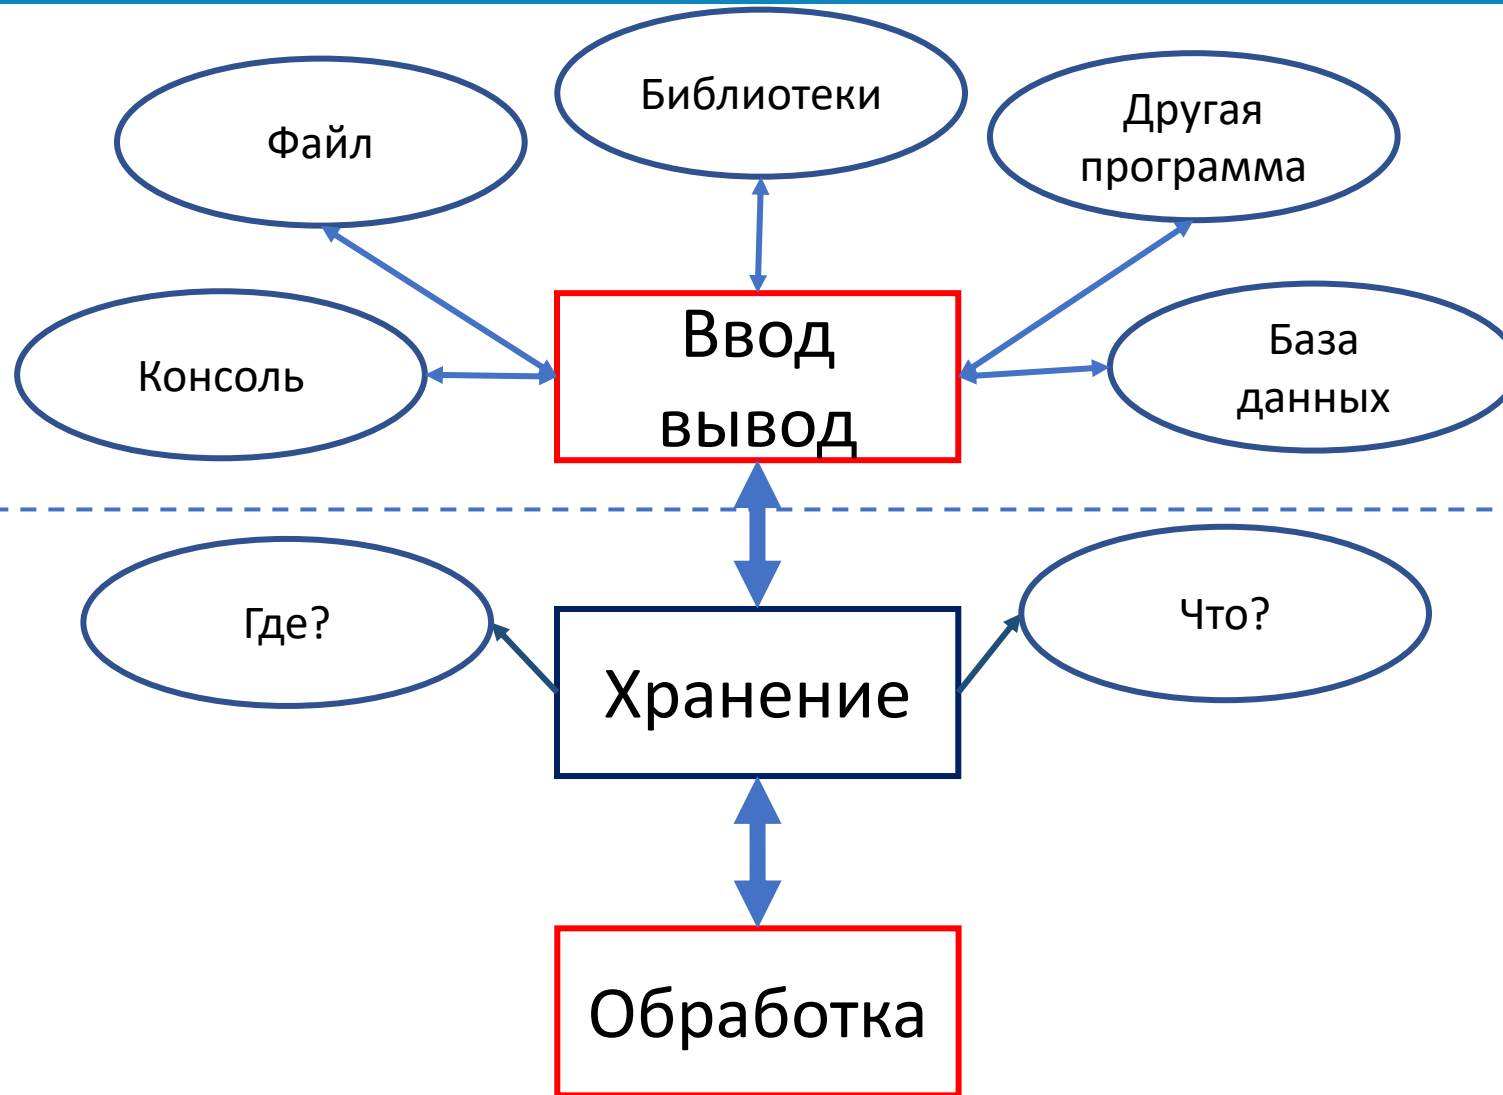 Библиотеки
Файл
Другая
программа
Консоль
Ввод
вывод
База
данных
Где?
Что?
Хранение
Обработка